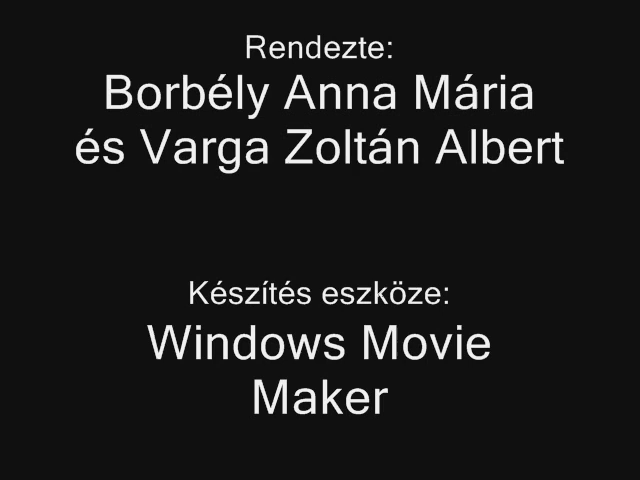 Rendezte:
Borbély Anna Mária
és Varga Zoltán Albert
Készítés eszköze:
Windows Movie
Maker